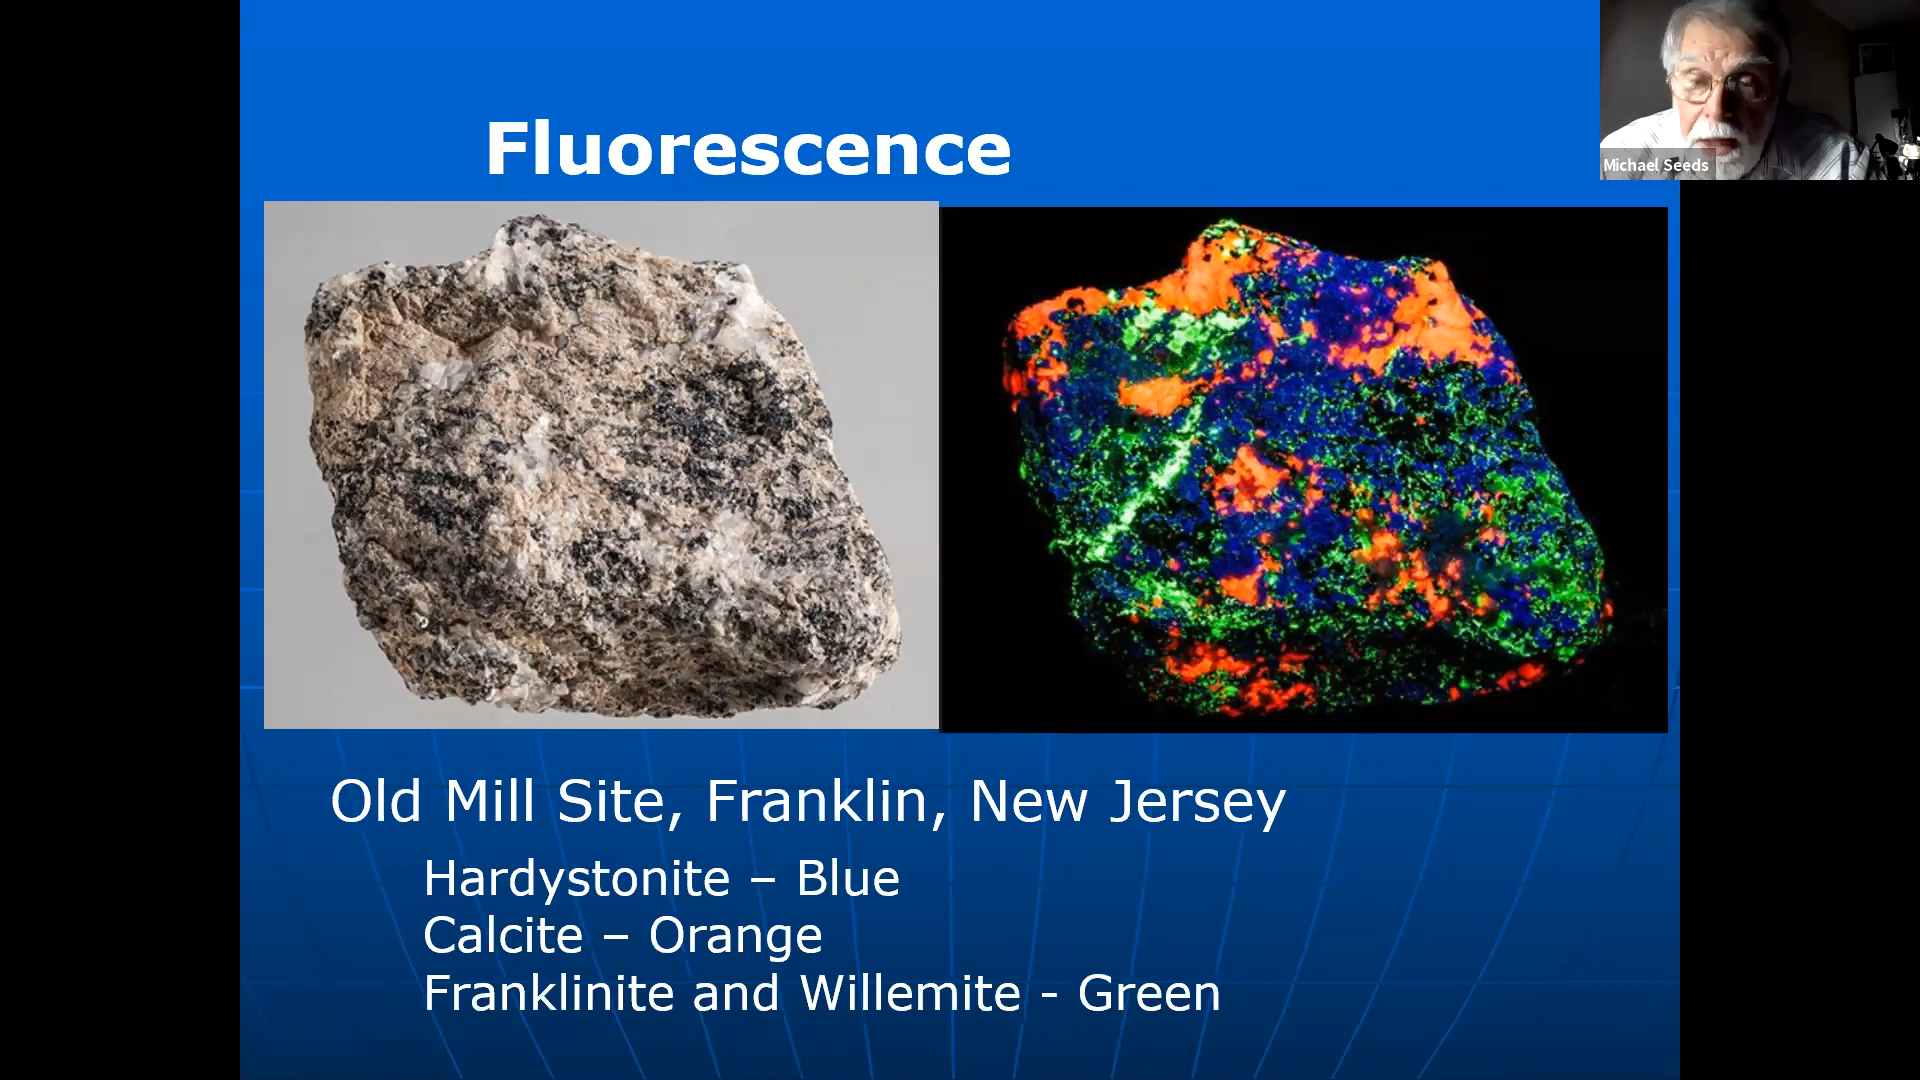 Fluorescence
Michael Seeds
Old Mill Site, Franklin, New Jersey
Hardystonite – Blue
Calcite – Orange
Franklinite and Willemite - Green